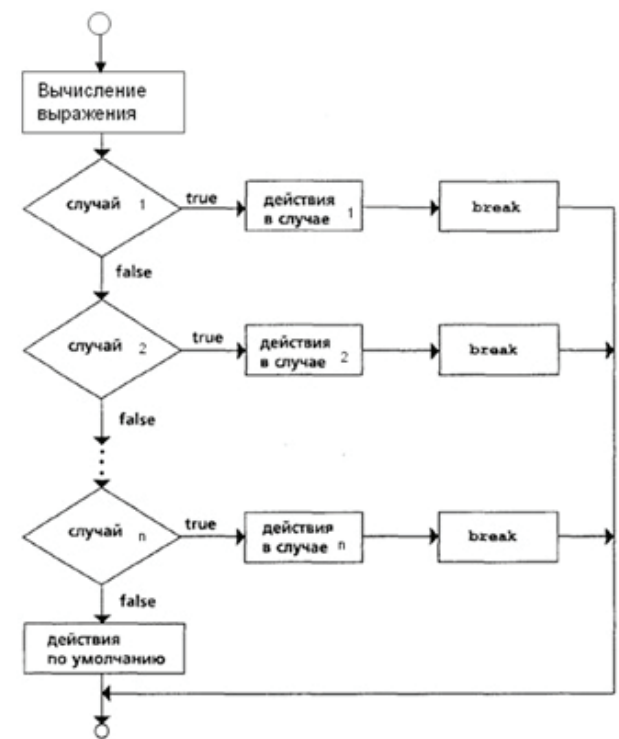 Вычисление
выражения
случай 1
true
действия
в случае 1
break
false
случай 2
true
действия
в случае 2
break
false
случай n
true
действия
в случае n
break
false
действия
по умолчанию